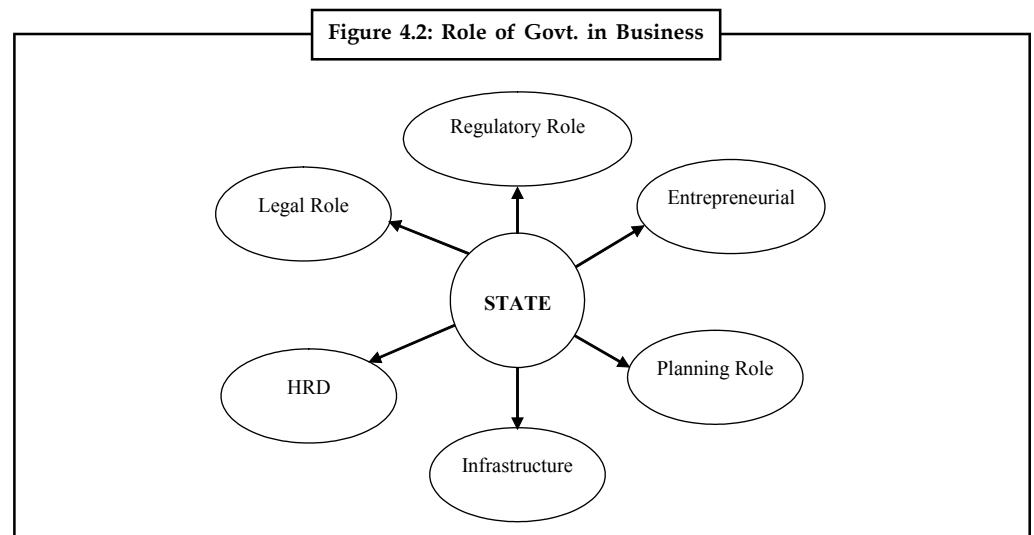 Figure 4.2: Role of Govt. in Business
Regulatory Role
Legal Role
Entrepreneurial
STATE
HRD
Planning Role
Infrastructure